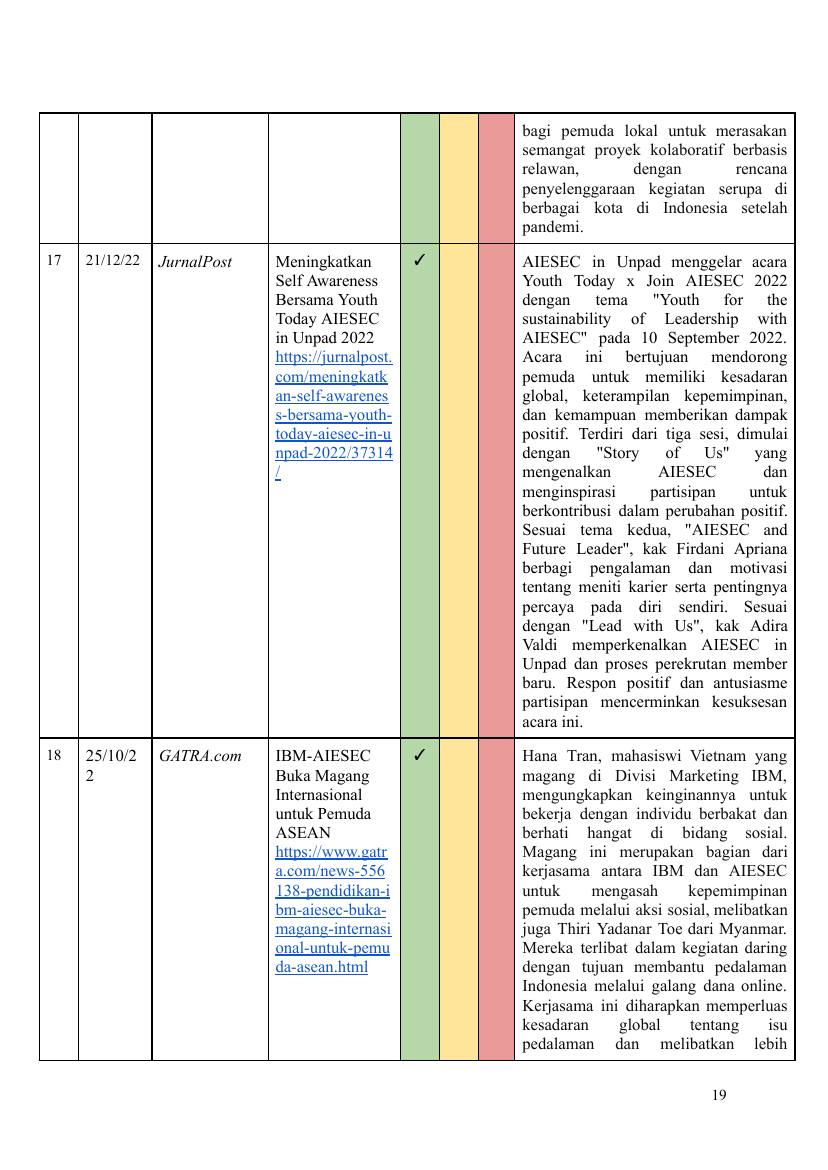 bagi pemuda lokal untuk merasakan
semangat proyek kolaboratif berbasis
relawan, dengan rencana
penyelenggaraan kegiatan serupa di
berbagai kota di Indonesia setelah
pandemi.
17
21/12/22
JurnalPost
Meningkatkan
Self Awareness
Bersama Youth
Today AIESEC
in Unpad 2022
https://jurnalpost.
com/meningkatk
an-self-awarenes
s-bersama-youth-
today-aiesec-in-u
npad-2022/37314
/
✓
AIESEC in Unpad menggelar acara
Youth Today x Join AIESEC 2022
dengan tema "Youth for the
sustainability of Leadership with
AIESEC" pada 10 September 2022.
Acara ini bertujuan mendorong
pemuda untuk memiliki kesadaran
global, keterampilan kepemimpinan,
dan kemampuan memberikan dampak
positif. Terdiri dari tiga sesi, dimulai
dengan "Story of Us" yang
mengenalkan AIESEC dan
menginspirasi partisipan untuk
berkontribusi dalam perubahan positif.
Sesuai tema kedua, "AIESEC and
Future Leader", kak Firdani Apriana
berbagi pengalaman dan motivasi
tentang meniti karier serta pentingnya
percaya pada diri sendiri. Sesuai
dengan "Lead with Us", kak Adira
Valdi memperkenalkan AIESEC in
Unpad dan proses perekrutan member
baru. Respon positif dan antusiasme
partisipan mencerminkan kesuksesan
acara ini.
18
25/10/2
2
GATRA.com
IBM-AIESEC
Buka Magang
Internasional
untuk Pemuda
ASEAN
https://www.gatr
a.com/news-556
138-pendidikan-i
bm-aiesec-buka-
magang-internasi
onal-untuk-pemu
da-asean.html
✓
Hana Tran, mahasiswi Vietnam yang
magang di Divisi Marketing IBM,
mengungkapkan keinginannya untuk
bekerja dengan individu berbakat dan
berhati hangat di bidang sosial.
Magang ini merupakan bagian dari
kerjasama antara IBM dan AIESEC
untuk mengasah kepemimpinan
pemuda melalui aksi sosial, melibatkan
juga Thiri Yadanar Toe dari Myanmar.
Mereka terlibat dalam kegiatan daring
dengan tujuan membantu pedalaman
Indonesia melalui galang dana online.
Kerjasama ini diharapkan memperluas
kesadaran global tentang isu
pedalaman dan melibatkan lebih
19